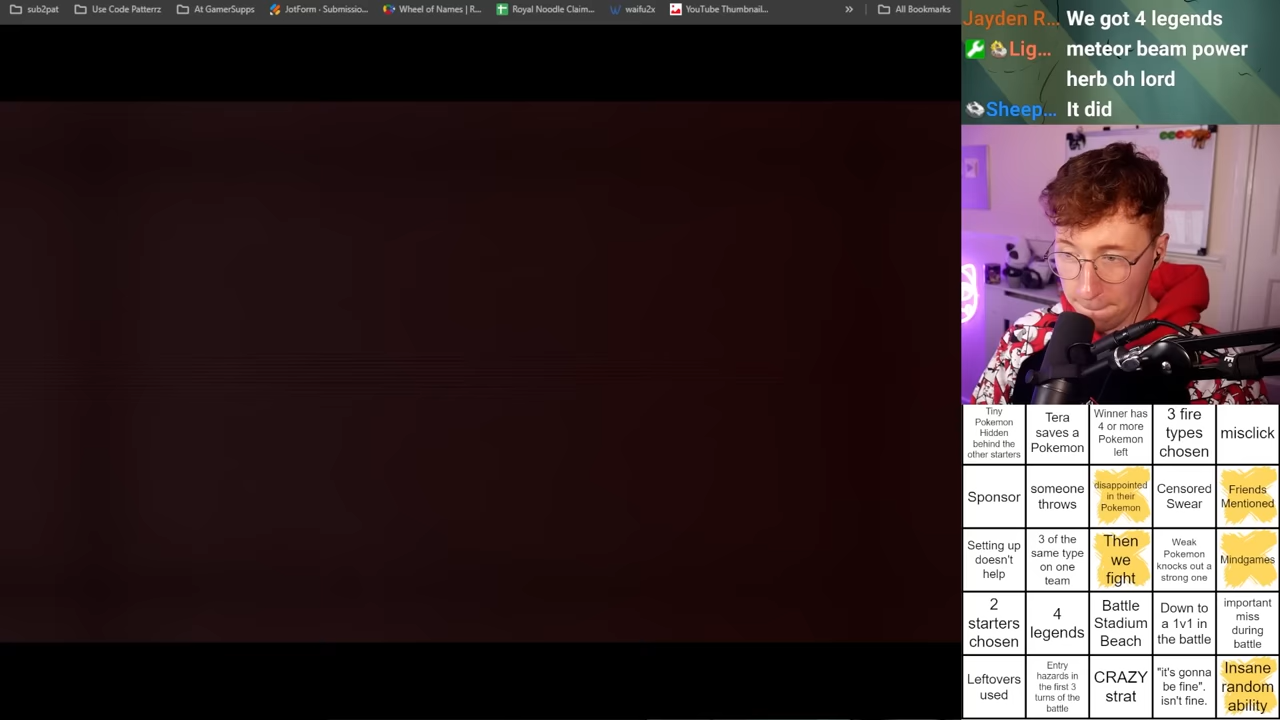 sub2pat
Use Code Patterrz
At GamerSupps
JotForm - Submissio...
Wheel of Names | R...
Royal Noodle Claim...
waifu2x
YouTube Thumbnail...
»
All Bookmarks
Jayden R... We got 4 legends
Lig... meteor beam power
herb oh lord
Sheep... It did
Tiny
Pokemon
Hidden
behind the
other starters
Tera
saves a
Pokemon
Winner has
4 or more
Pokemon
left
3 fire
types
chosen
misclick
Sponsor
someone
throws
disappointed
in their
Pokemon
Censored
Swear
Friends
Mentioned
Setting up
doesn't
help
3 of the
same type
on one
team
Then
we
fight
Weak
Pokemon
knocks out a
strong one
Mindgames
2
starters
chosen
4
legends
Battle
Stadium
Beach
Down to
a 1v1 in
the battle
important
miss
during
battle
Leftovers
used
Entry
hazards in
the first 3
turns of the
battle
CRAZY
strat
"it's gonna
be fine".
isn't fine.
Insane
random
ability